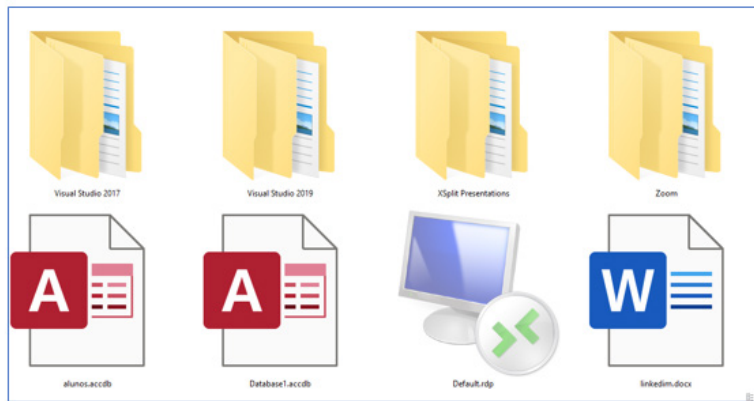 Visual Studio 2017
Visual Studio 2019
XSplit Presentations
Zoom
A
A
W
alunos.accdb
Database1.accdb
Default.rdp
linkedim.docx